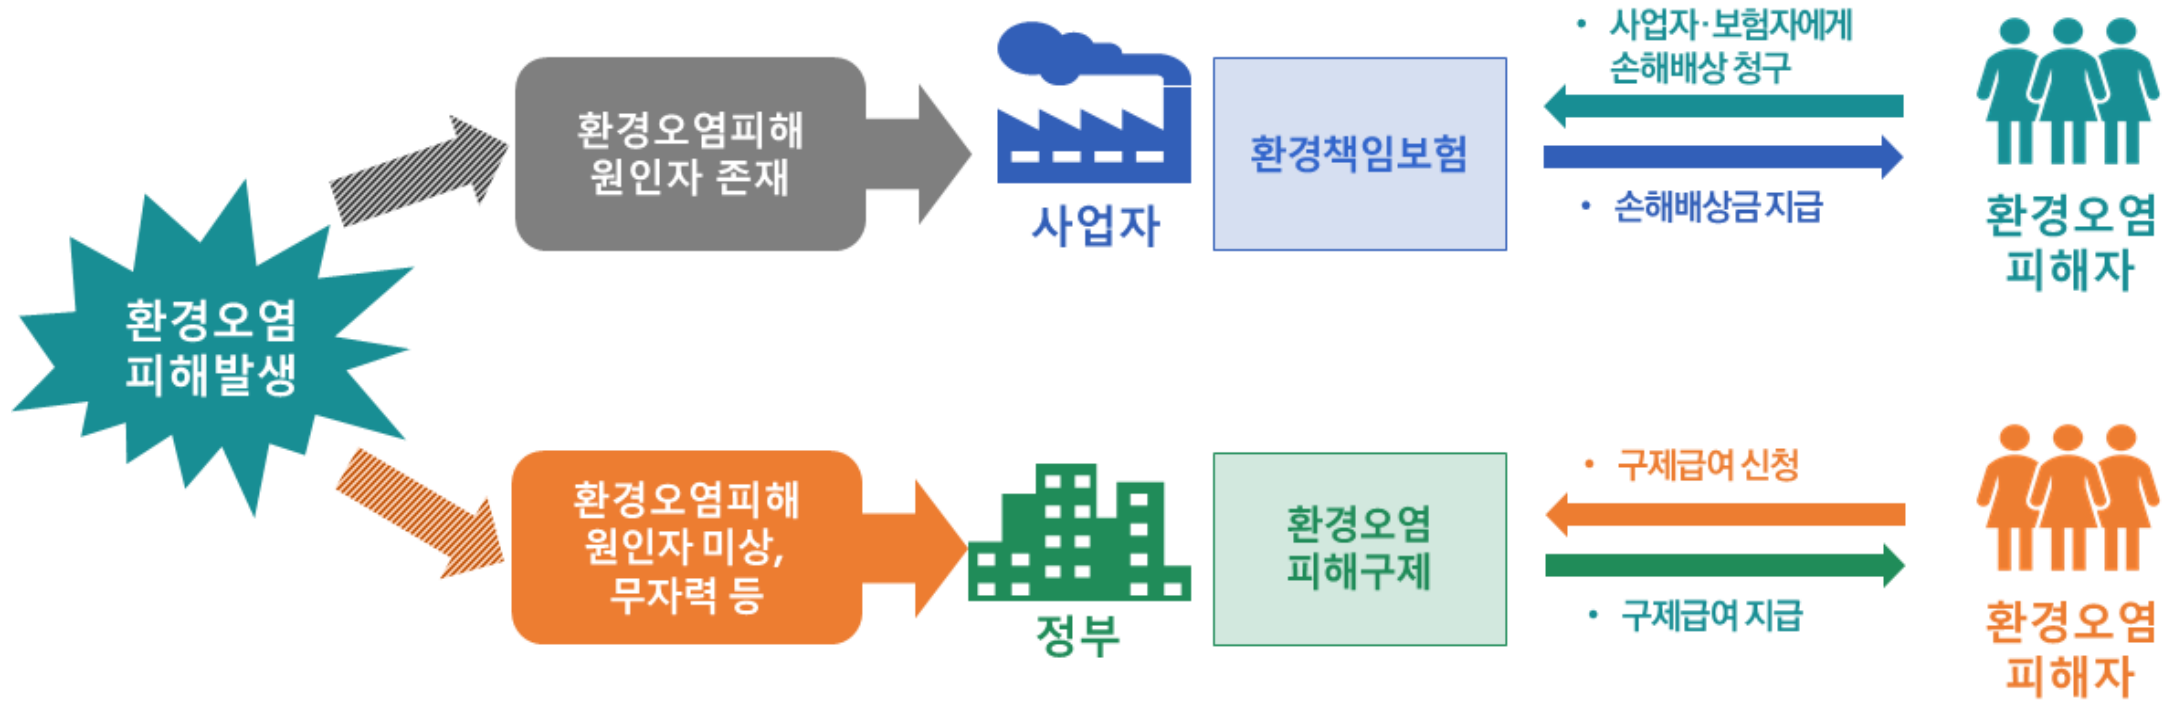 환경오염
피해발생
환경오염피해
원인자 존재
사업자
환경책임보험
• 사업자·보험자에게
손해배상 청구
• 손해배상금 지급
환경오염
피해자
환경오염피해
원인자 미상,
무자력 등
정부
환경오염
피해구제
• 구제급여 신청
• 구제급여 지급
환경오염
피해자